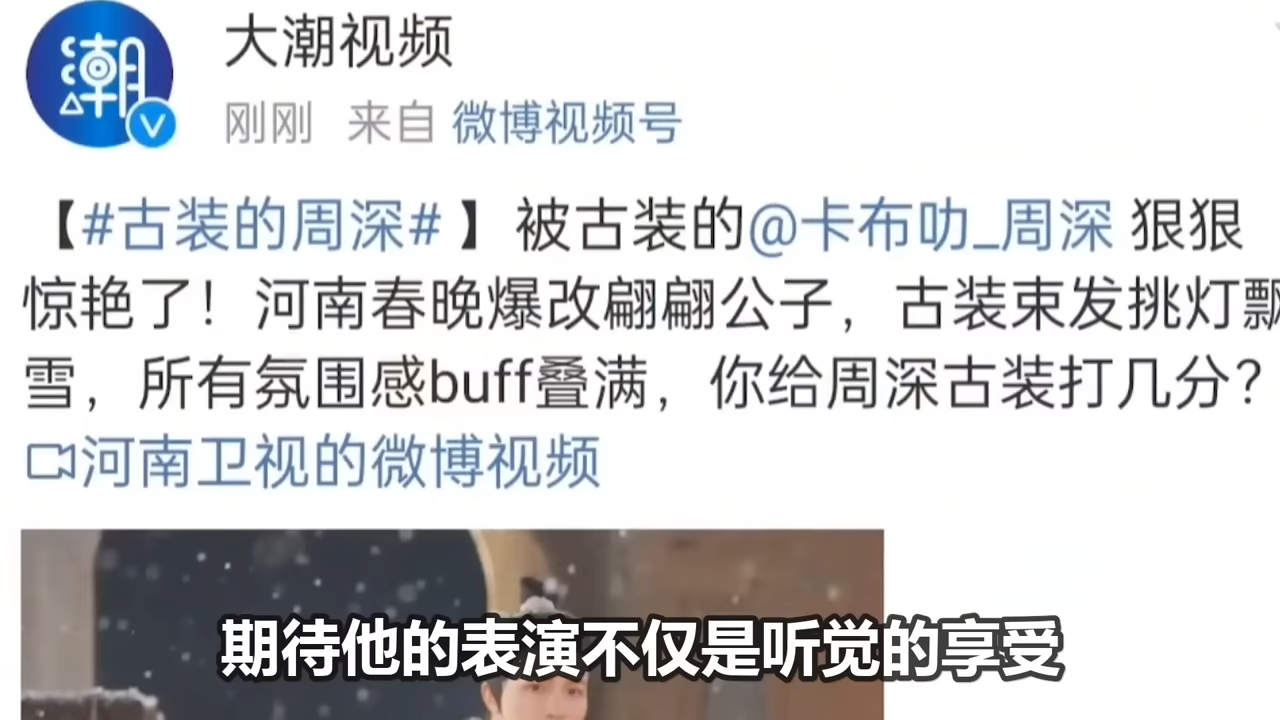 潮
大潮视频
刚刚 来自 微博视频号
【#古装的周深#】被古装的@卡布叻_周深 狠狠
惊艳了！河南春晚爆改翩翩公子，古装束发挑灯飘
雪，所有氛围感buff叠满，你给周深古装打几分？
河南卫视的微博视频
期待他的表演不仅是听觉的享受